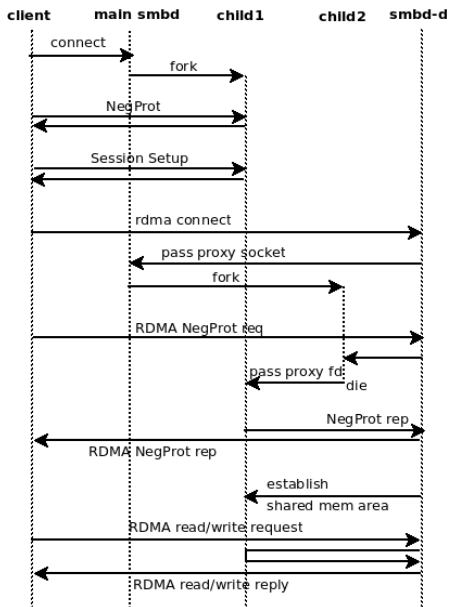 client main smbd child1 child2 smbd-d
connect
fork
NegProt
Session Setup
rdma connect
pass proxy socket
fork
RDMA NegProt req
pass proxy fd
die
NegProt rep
RDMA NegProt rep
establish
shared mem area
RDMA read/write request
RDMA read/write reply